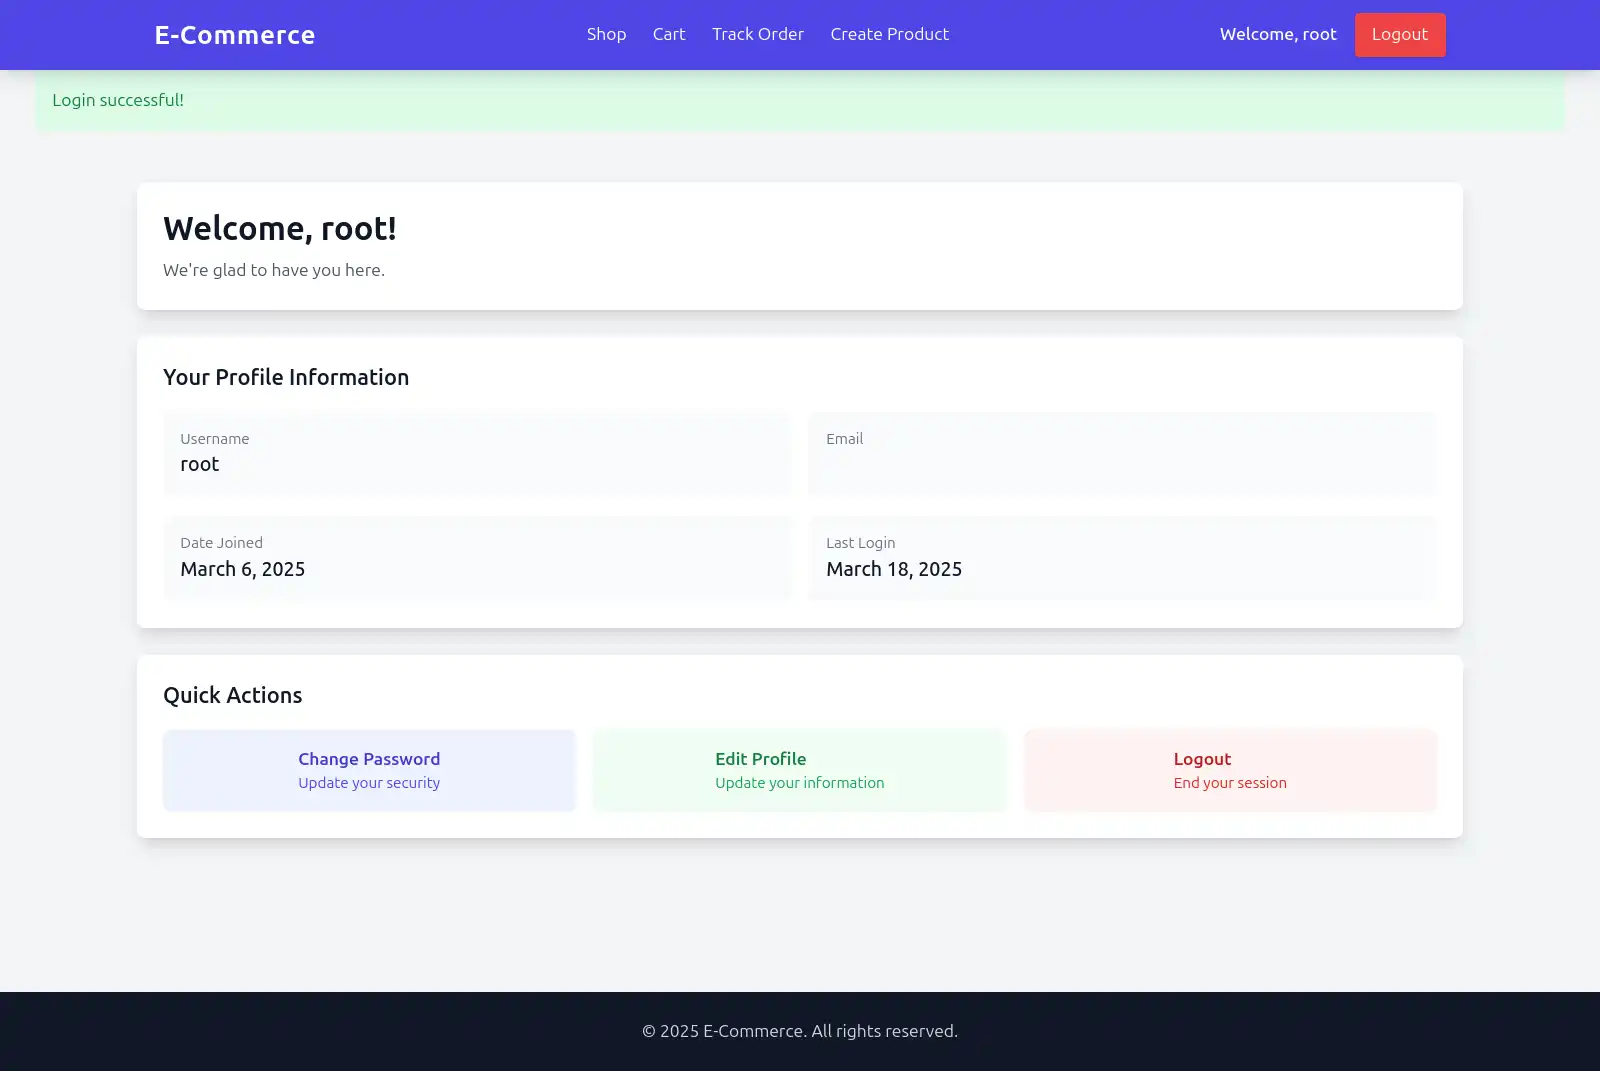 E-Commerce
Shop
Cart
Track Order
Create Product
Welcome, root
Logout
Login successful!
Welcome, root!
We're glad to have you here.
Your Profile Information
Username
root
Email
Date Joined
March 6, 2025
Last Login
March 18, 2025
Quick Actions
Change Password
Update your security
Edit Profile
Update your information
Logout
End your session
© 2025 E-Commerce. All rights reserved.